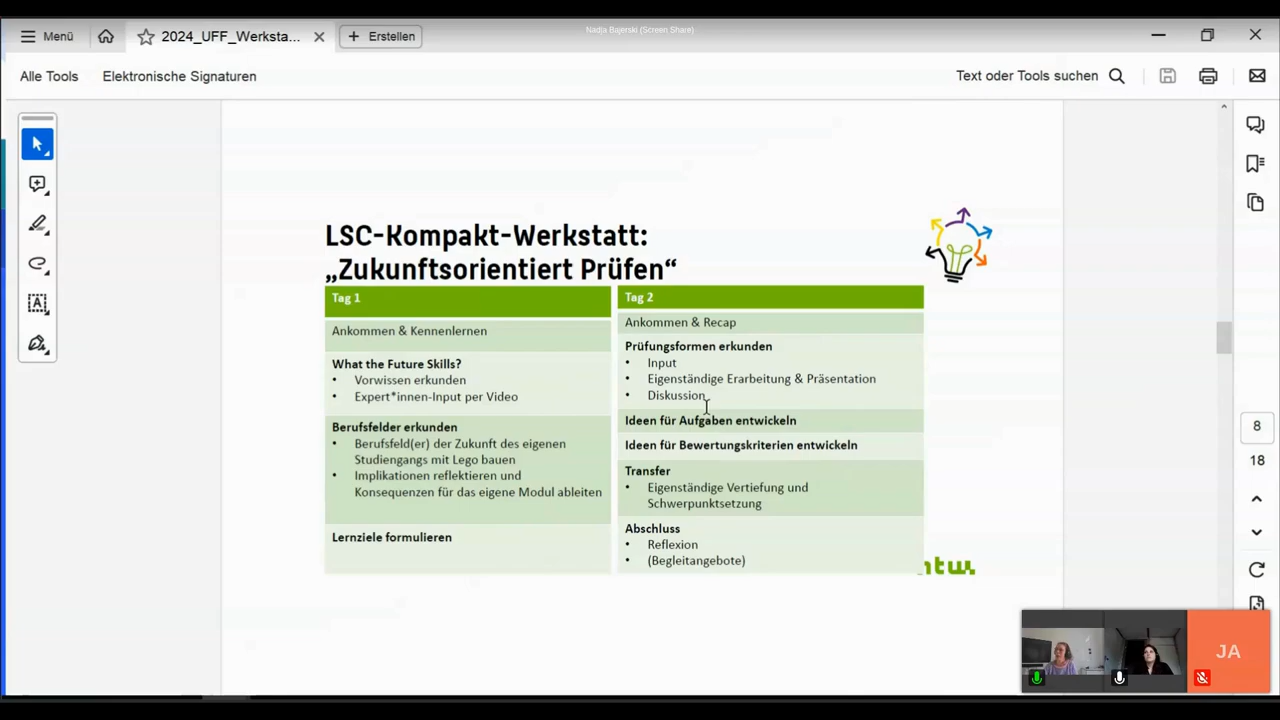 Nadja Bajerski (Screen Share)
Menü
2024_UFF_Werksta...
Erstellen
Alle Tools
Elektronische Signaturen
Text oder Tools suchen
LSC-Kompakt-Werkstatt:
„Zukunftsorientiert Prüfen“
Tag 1
Ankommen & Kennenlernen
What the Future Skills?
• Vorwissen erkunden
• Expert*innen-Input per Video
Berufsfelder erkunden
• Berufsfeld(er) der Zukunft des eigenen
Studiengangs mit Lego bauen
• Implikationen reflektieren und
Konsequenzen für das eigene Modul ableiten
Lernziele formulieren
Tag 2
Ankommen & Recap
Prüfungsformen erkunden
• Input
• Eigenständige Erarbeitung & Präsentation
• Diskussion
Ideen für Aufgaben entwickeln
Ideen für Bewertungskriterien entwickeln
Transfer
• Eigenständige Vertiefung und
Schwerpunktsetzung
Abschluss
• Reflexion
• (Begleitangebote)
8
18
JA